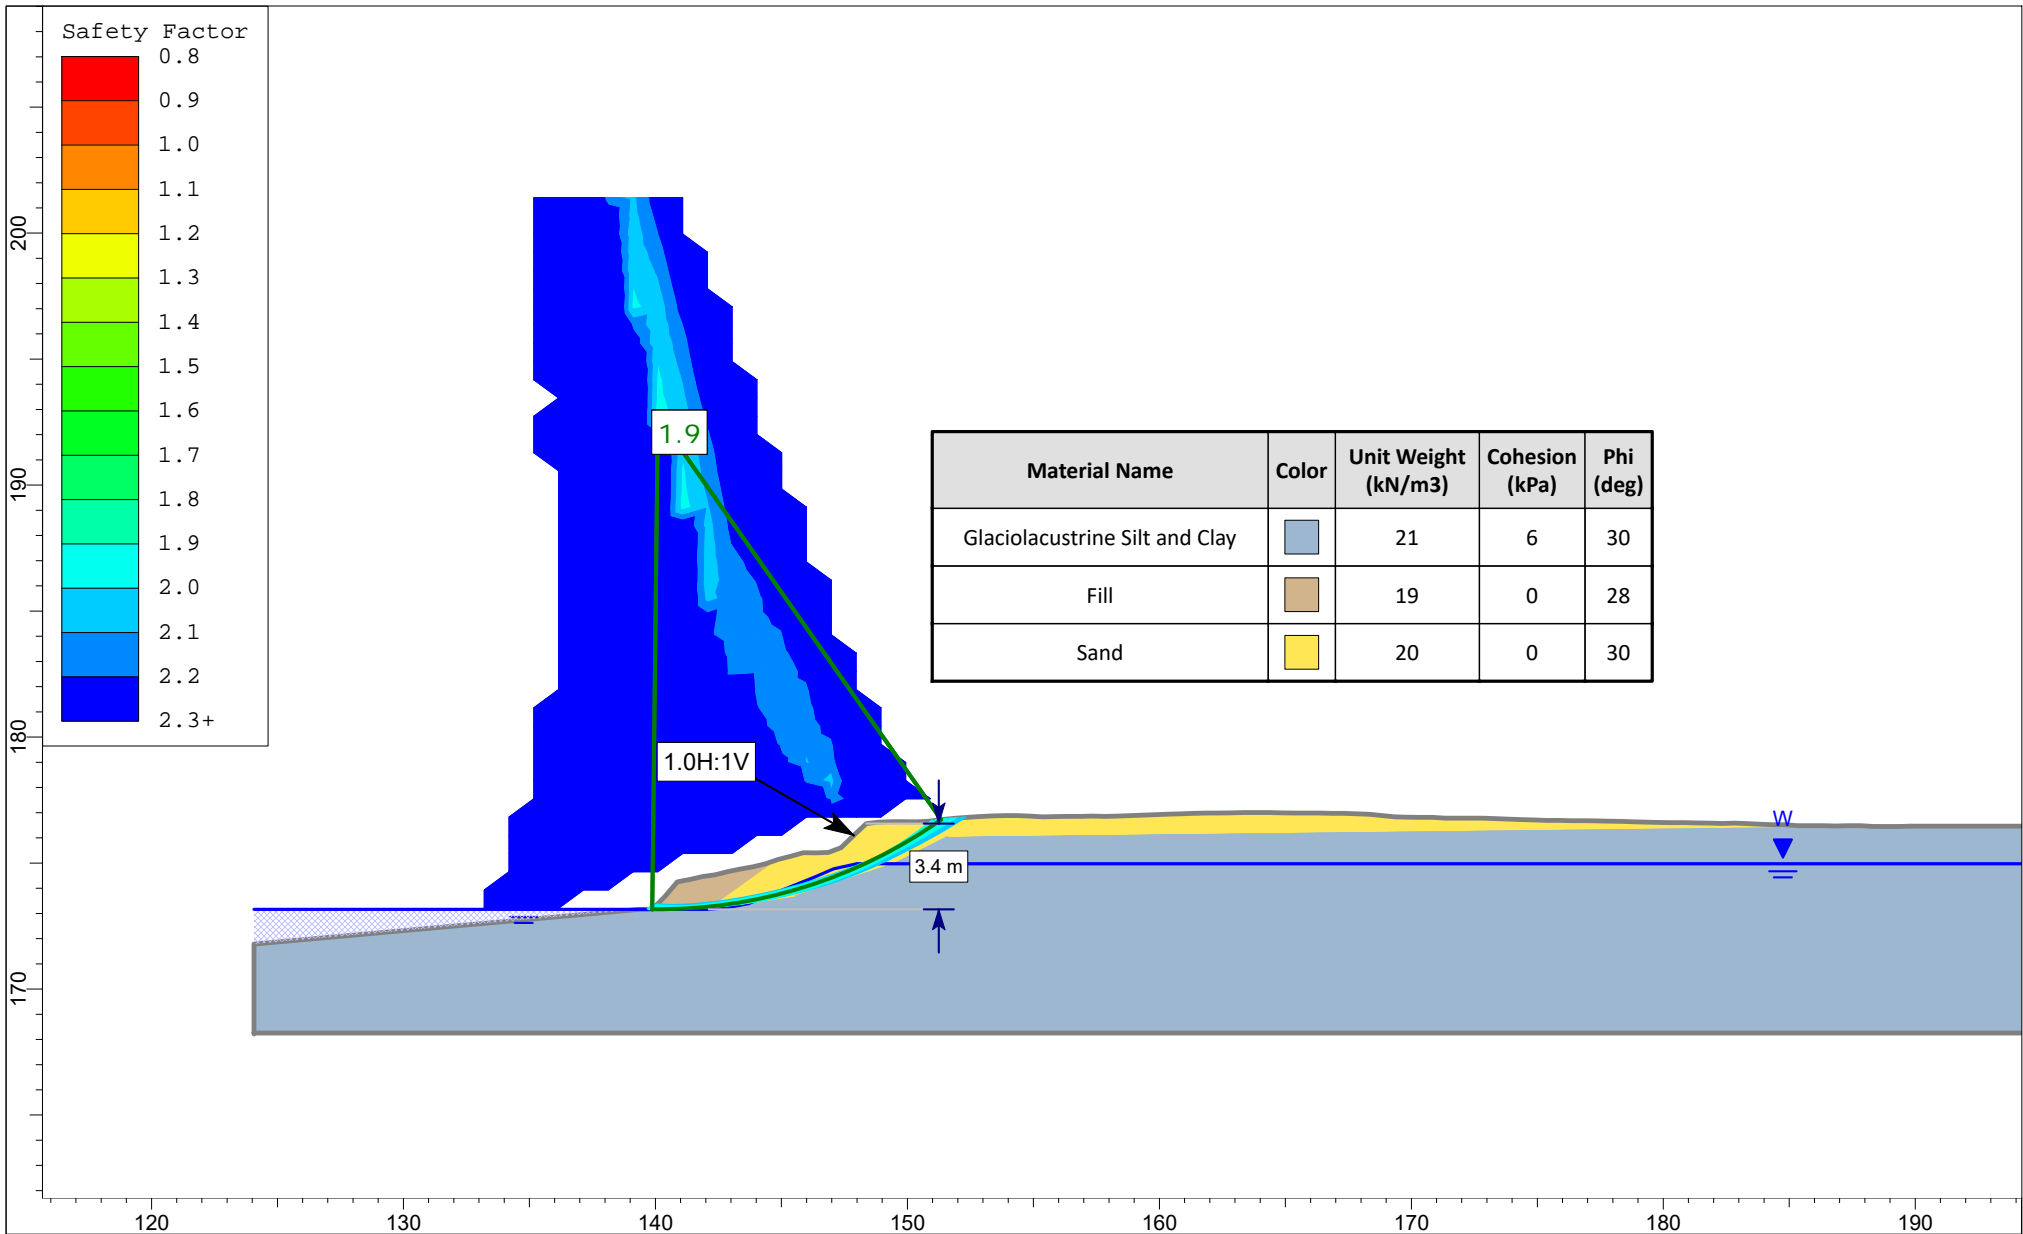 Safety Factor
0.8
0.9
1.0
1.1
1.2
1.3
1.4
1.5
1.6
1.7
1.8
1.9
2.0
2.1
2.2
2.3+
200
190
180
170
1.9
1.0H:1V
3.4 m
W
Material Name Color Unit Weight (kN/m3) Cohesion (kPa) Phi (deg)
Glaciolacustrine Silt and Clay 21 6 30
Fill 19 0 28
Sand 20 0 30
120 130 140 150 160 170 180 190